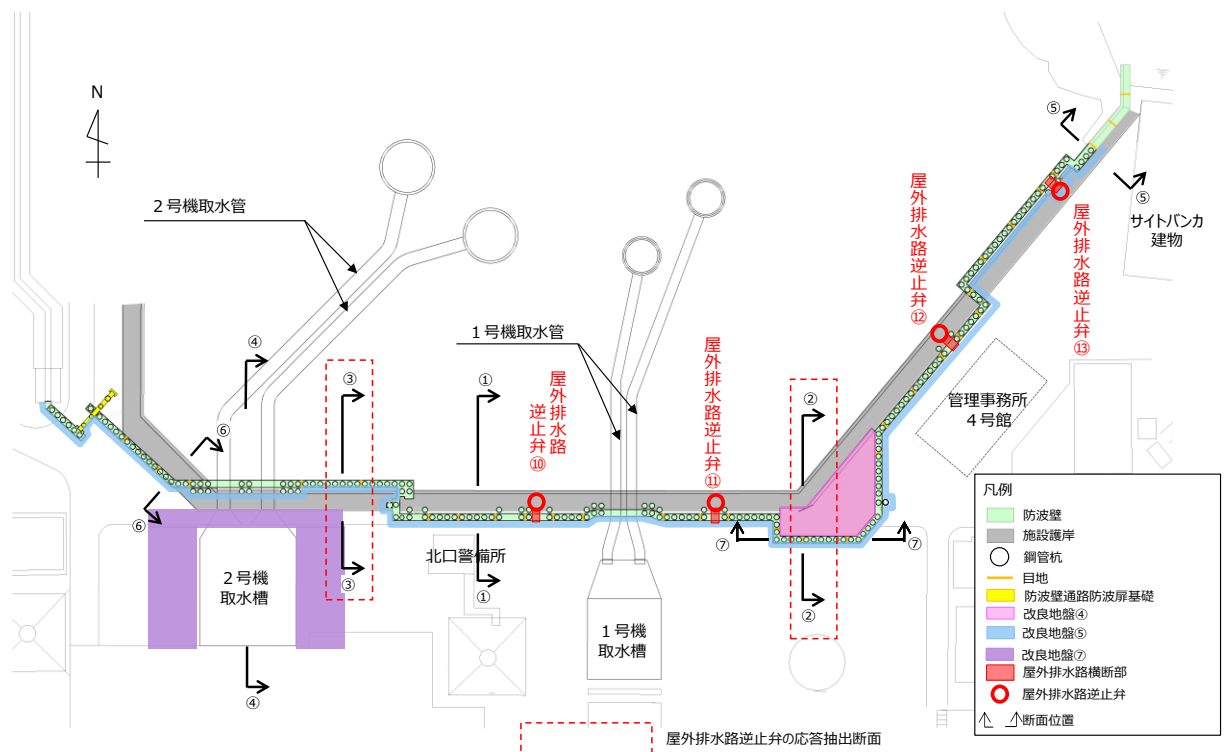 N
2号機取水管
1号機取水管
④
③
①
②
⑤
⑤
⑥
⑥
屋外排水路
逆止弁⑩
屋外排水路逆止弁⑪
屋外排水路逆止弁⑫
屋外排水路逆止弁⑬
サイトバンカ
建物
管理事務所
4号館
北口警備所
2号機
取水槽
1号機
取水槽
③
①
②
④
⑦
⑦
凡例
防波壁
施設護岸
鋼管杭
目地
防波壁通路防波扉基礎
改良地盤④
改良地盤⑤
改良地盤⑦
屋外排水路横断部
屋外排水路逆止弁
断面位置
屋外排水路逆止弁の応答抽出断面